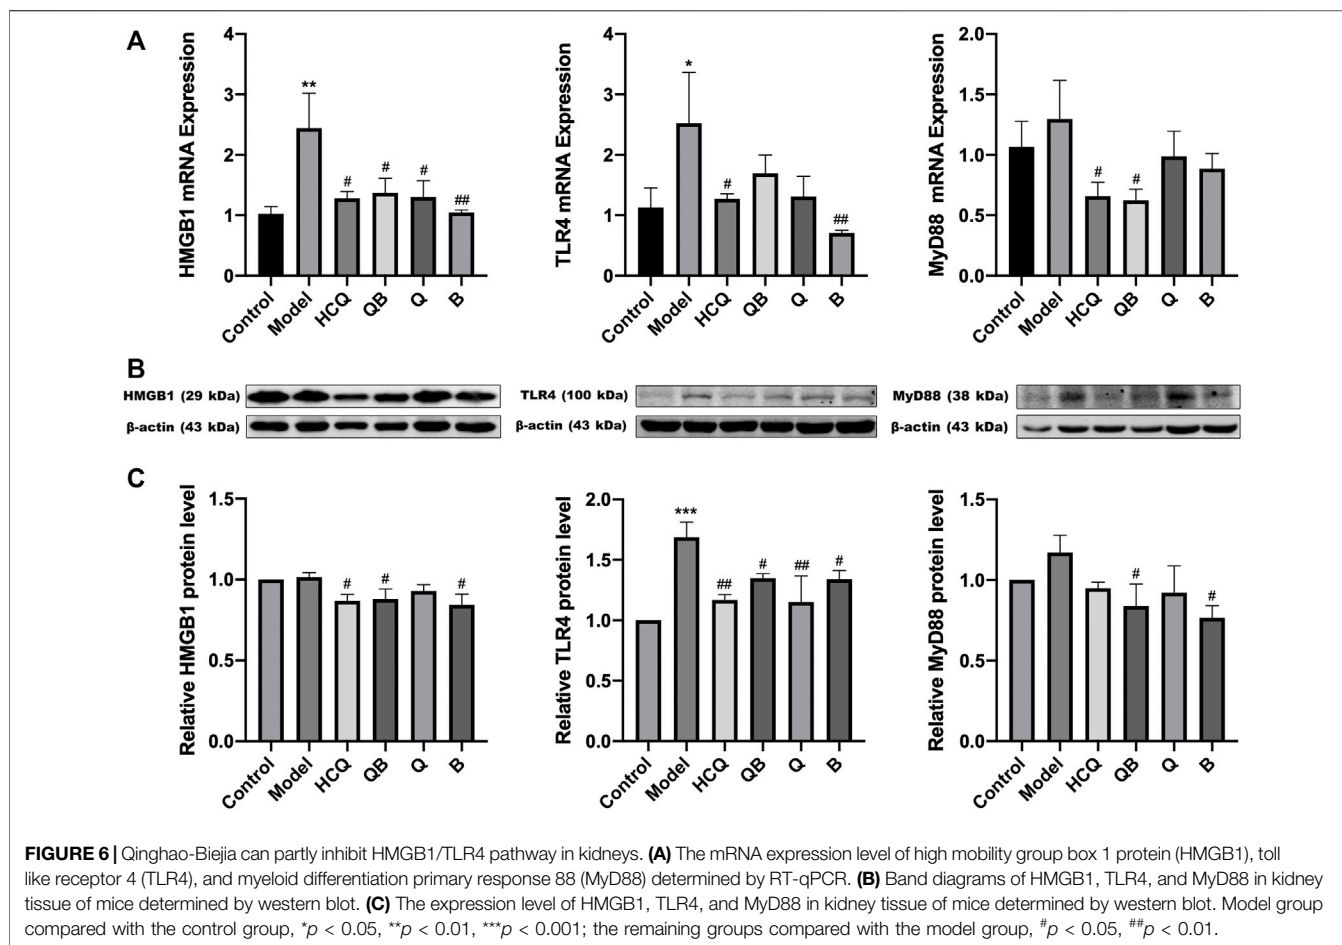 A
HMGB1 mRNA Expression
4
3
2
1
0
**
#
#
#
##
Control
Model
HCQ
QB
Q
B
TLR4 mRNA Expression
4
3
2
1
0
*
#
##
Control
Model
HCQ
QB
Q
B
MyD88 mRNA Expression
2.0
1.5
1.0
0.5
0.0
#
#
Control
Model
HCQ
QB
Q
B
B
HMGB1 (29 kDa)
β-actin (43 kDa)
TLR4 (100 kDa)
β-actin (43 kDa)
MyD88 (38 kDa)
β-actin (43 kDa)
C
Relative HMGB1 protein level
1.5
1.0
0.5
0.0
#
#
#
Control
Model
HCQ
QB
Q
B
Relative TLR4 protein level
2.0
1.5
1.0
0.5
0.0
***
##
#
##
#
Control
Model
HCQ
QB
Q
B
Relative MyD88 protein level
1.5
1.0
0.5
0.0
#
#
Control
Model
HCQ
QB
Q
B
FIGURE 6 | Qinghao-Biejia can partly inhibit HMGB1/TLR4 pathway in kidneys. (A) The mRNA expression level of high mobility group box 1 protein (HMGB1), toll
like receptor 4 (TLR4), and myeloid differentiation primary response 88 (MyD88) determined by RT-qPCR. (B) Band diagrams of HMGB1, TLR4, and MyD88 in kidney
tissue of mice determined by western blot. (C) The expression level of HMGB1, TLR4, and MyD88 in kidney tissue of mice determined by western blot. Model group
compared with the control group, *p < 0.05, **p < 0.01, ***p < 0.001; the remaining groups compared with the model group, #p < 0.05, ##p < 0.01.